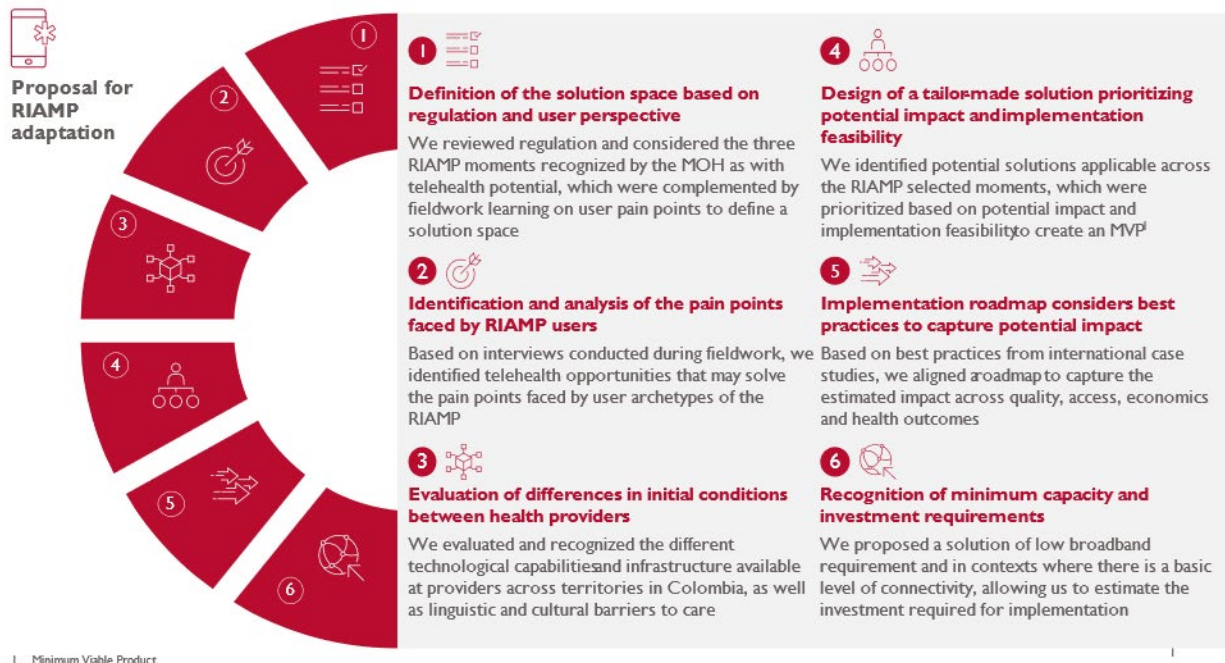 Proposal for
RIAMP
adaptation
1
2
3
4
5
6
1
Definition of the solution space based on
regulation and user perspective
We reviewed regulation and considered the three
RIAMP moments recognized by the MOH as with
telehealth potential, which were complemented by
fieldwork learning on user pain points to define a
solution space
2
Identification and analysis of the pain points
faced by RIAMP users
Based on interviews conducted during fieldwork, we
identified telehealth opportunities that may solve
the pain points faced by user archetypes of the
RIAMP
3
Evaluation of differences in initial conditions
between health providers
We evaluated and recognized the different
technological capabilitiesand infrastructure available
at providers across territories in Colombia, as well
as linguistic and cultural barriers to care
4
Design of a tailor-made solution prioritizing
potential impact andimplementation
feasibility
We identified potential solutions applicable across
the RIAMP selected moments, which were
prioritized based on potential impact and
implementation feasibilityto create an MVP1
5
Implementation roadmap considers best
practices to capture potential impact
Based on best practices from international case
studies, we aligned aroadmap to capture the
estimated impact across quality, access, economics
and health outcomes
6
Recognition of minimum capacity and
investment requirements
We proposed a solution of low broadband
requirement and in contexts where there is a basic
level of connectivity, allowing us to estimate the
investment required for implementation
1 Minimum Viable Product
1